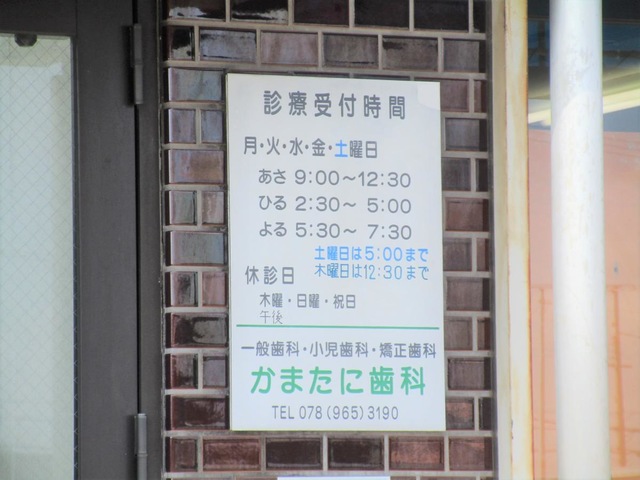 診療受付時間
月・火・水・金・土曜日
あさ 9:00～12:30
ひる 2:30～ 5:00
よる 5:30～ 7:30
土曜日は5:00まで
木曜日は12:30まで
休診日
木曜・日曜・祝日
午後
一般歯科・小児歯科・矯正歯科
かまたに歯科
TEL 078(965)3190